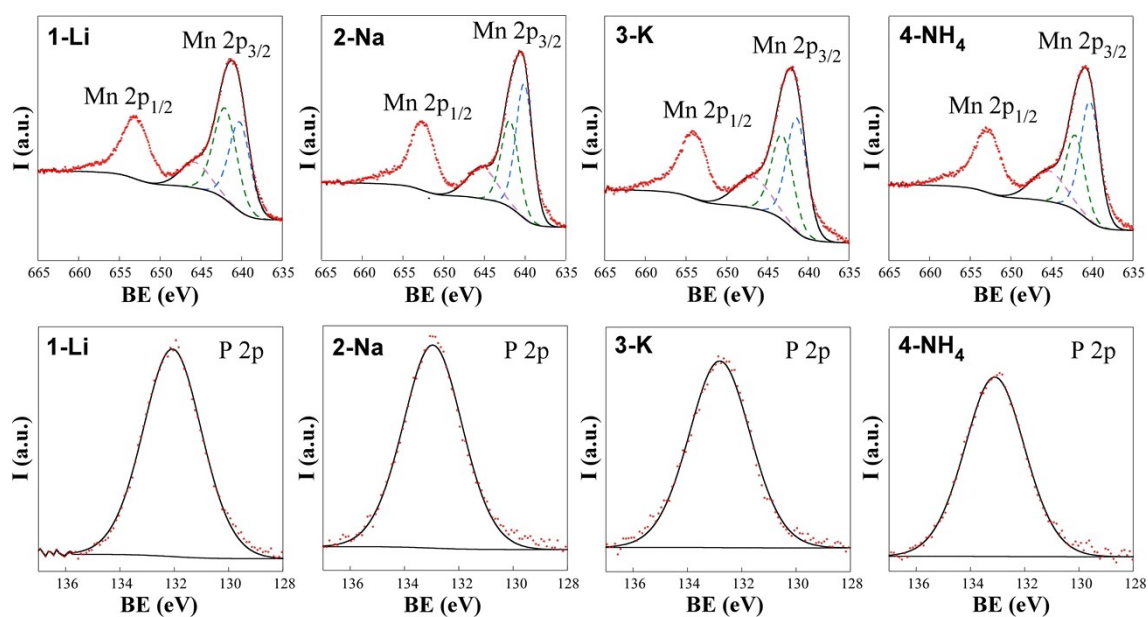 1-Li
Mn 2p3/2
Mn 2p1/2
I (a.u.)
665 660 655 650 645 640 635
BE (eV)
2-Na
Mn 2p3/2
Mn 2p1/2
I (a.u.)
665 660 655 650 645 640 635
BE (eV)
3-K
Mn 2p3/2
Mn 2p1/2
I (a.u.)
665 660 654 642 645 640 635
BE (eV)
4-NH4
Mn 2p3/2
Mn 2p1/2
I (a.u.)
665 660 653 642 645 640 635
BE (eV)
1-Li
P 2p
I (a.u.)
136 134 132 130 128
BE (eV)
2-Na
P 2p
I (a.u.)
136 134 132 130 128
BE (eV)
3-K
P 2p
I (a.u.)
136 134 132 130 128
BE (eV)
4-NH4
P 2p
I (a.u.)
136 134 132 130 128
BE (eV)